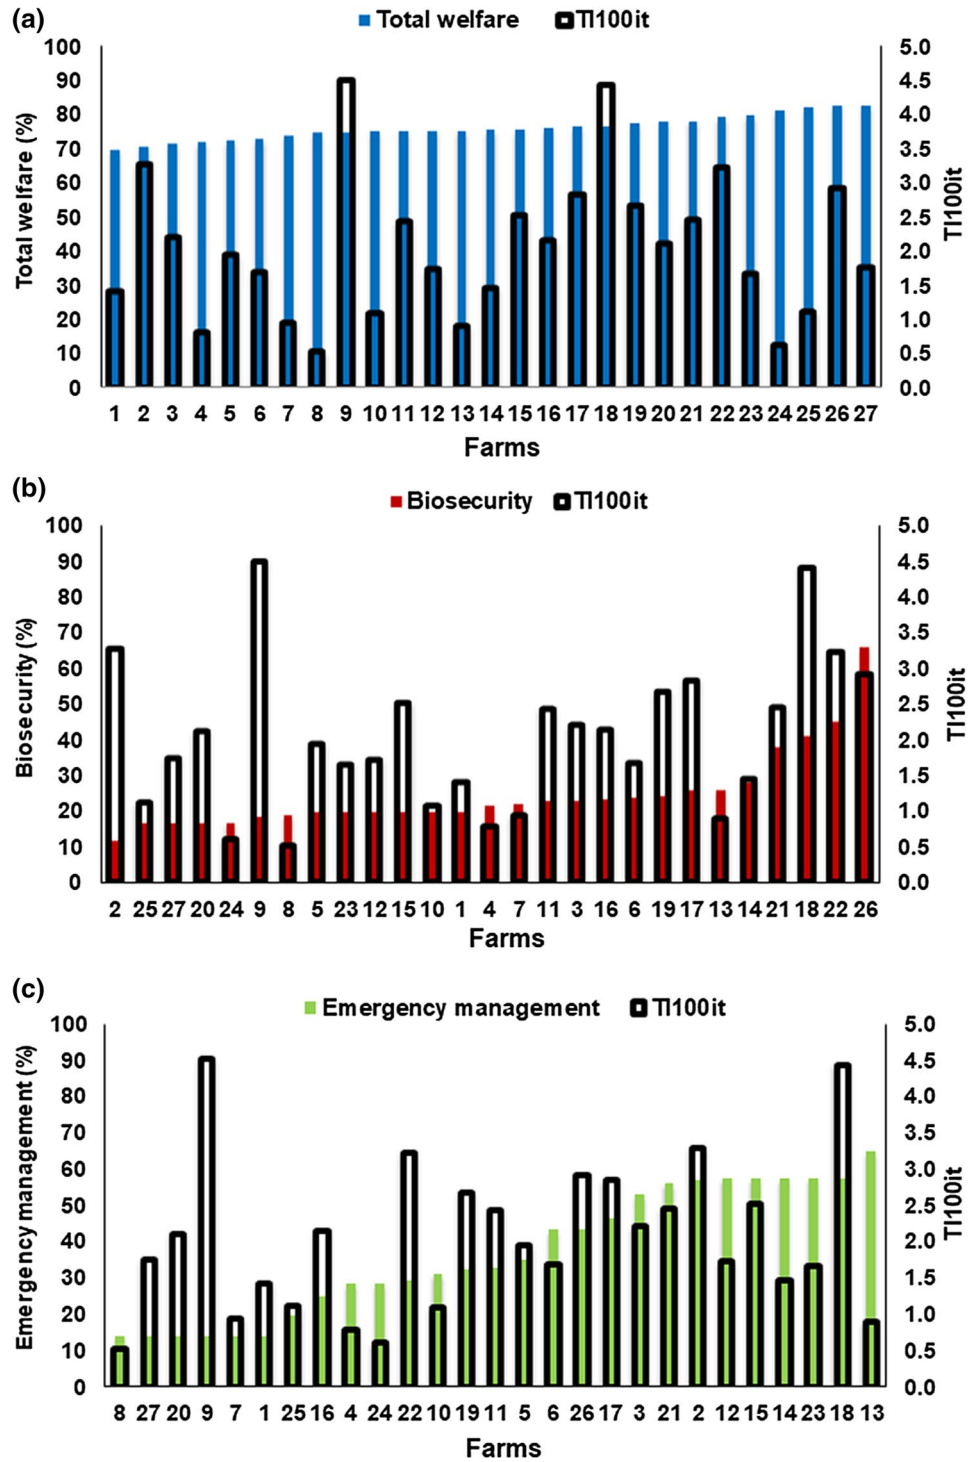 (a)
Total welfare TI100it
100 90 80 70 60 50 40 30 20 10 0
Total welfare (%)
5.0 4.5 4.0 3.5 3.0 2.5 2.0 1.5 1.0 0.5 0.0
TI100it
1 2 3 4 5 6 7 8 9 10 11 12 13 14 15 16 17 18 19 20 21 22 23 24 25 26 27
Farms
(b)
Biosecurity TI100it
100 90 80 70 60 50 40 30 20 10 0
Biosecurity (%)
5.0 4.5 4.0 3.5 3.0 2.5 2.0 1.5 1.0 0.5 0.0
TI100it
2 25 27 20 24 9 8 5 23 12 15 10 1 4 7 11 3 16 6 19 17 13 14 21 18 22 26
Farms
(c)
Emergency management TI100it
100 90 80 70 60 50 40 30 20 10 0
Emergency management (%)
5.0 4.5 4.0 3.5 3.0 2.5 2.0 1.5 1.0 0.5 0.0
TI100it
8 27 20 9 7 1 25 16 4 24 22 10 19 11 5 6 26 17 3 21 2 12 15 14 23 18 13
Farms